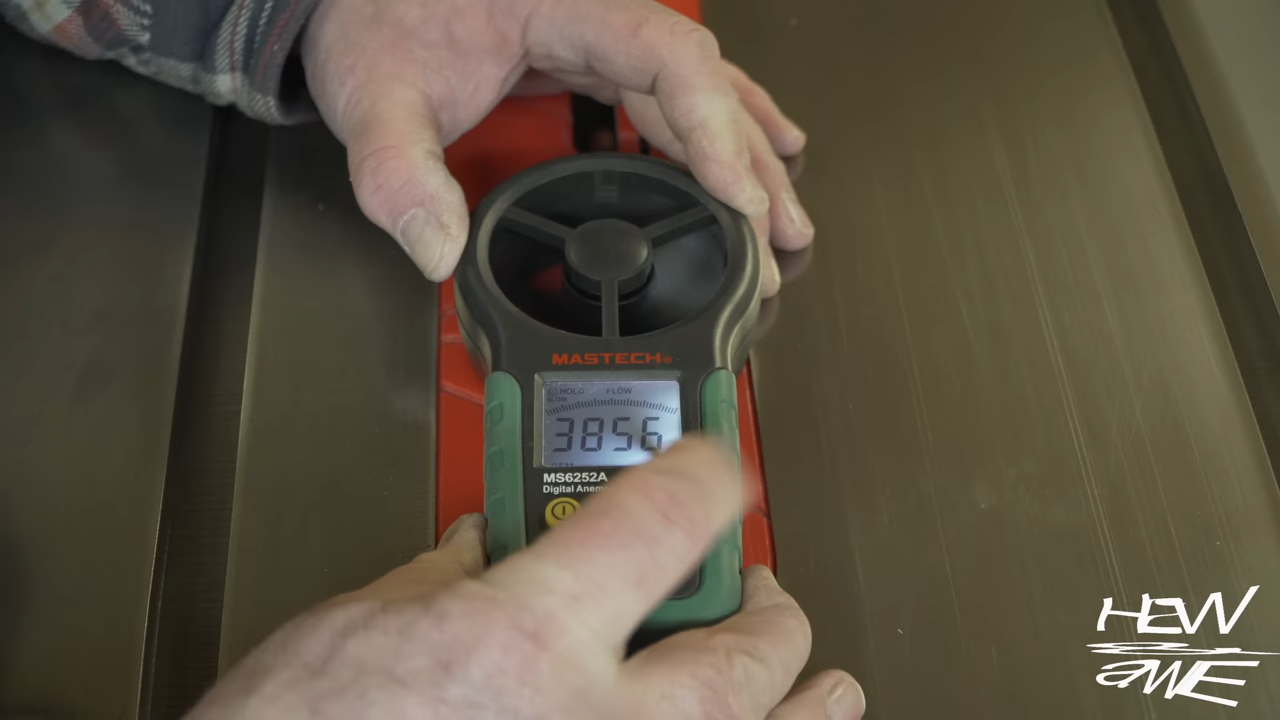 MASTECH®
HOLD FLOW
3856
MS6252A
Digital Anem
HEW
&
AWE